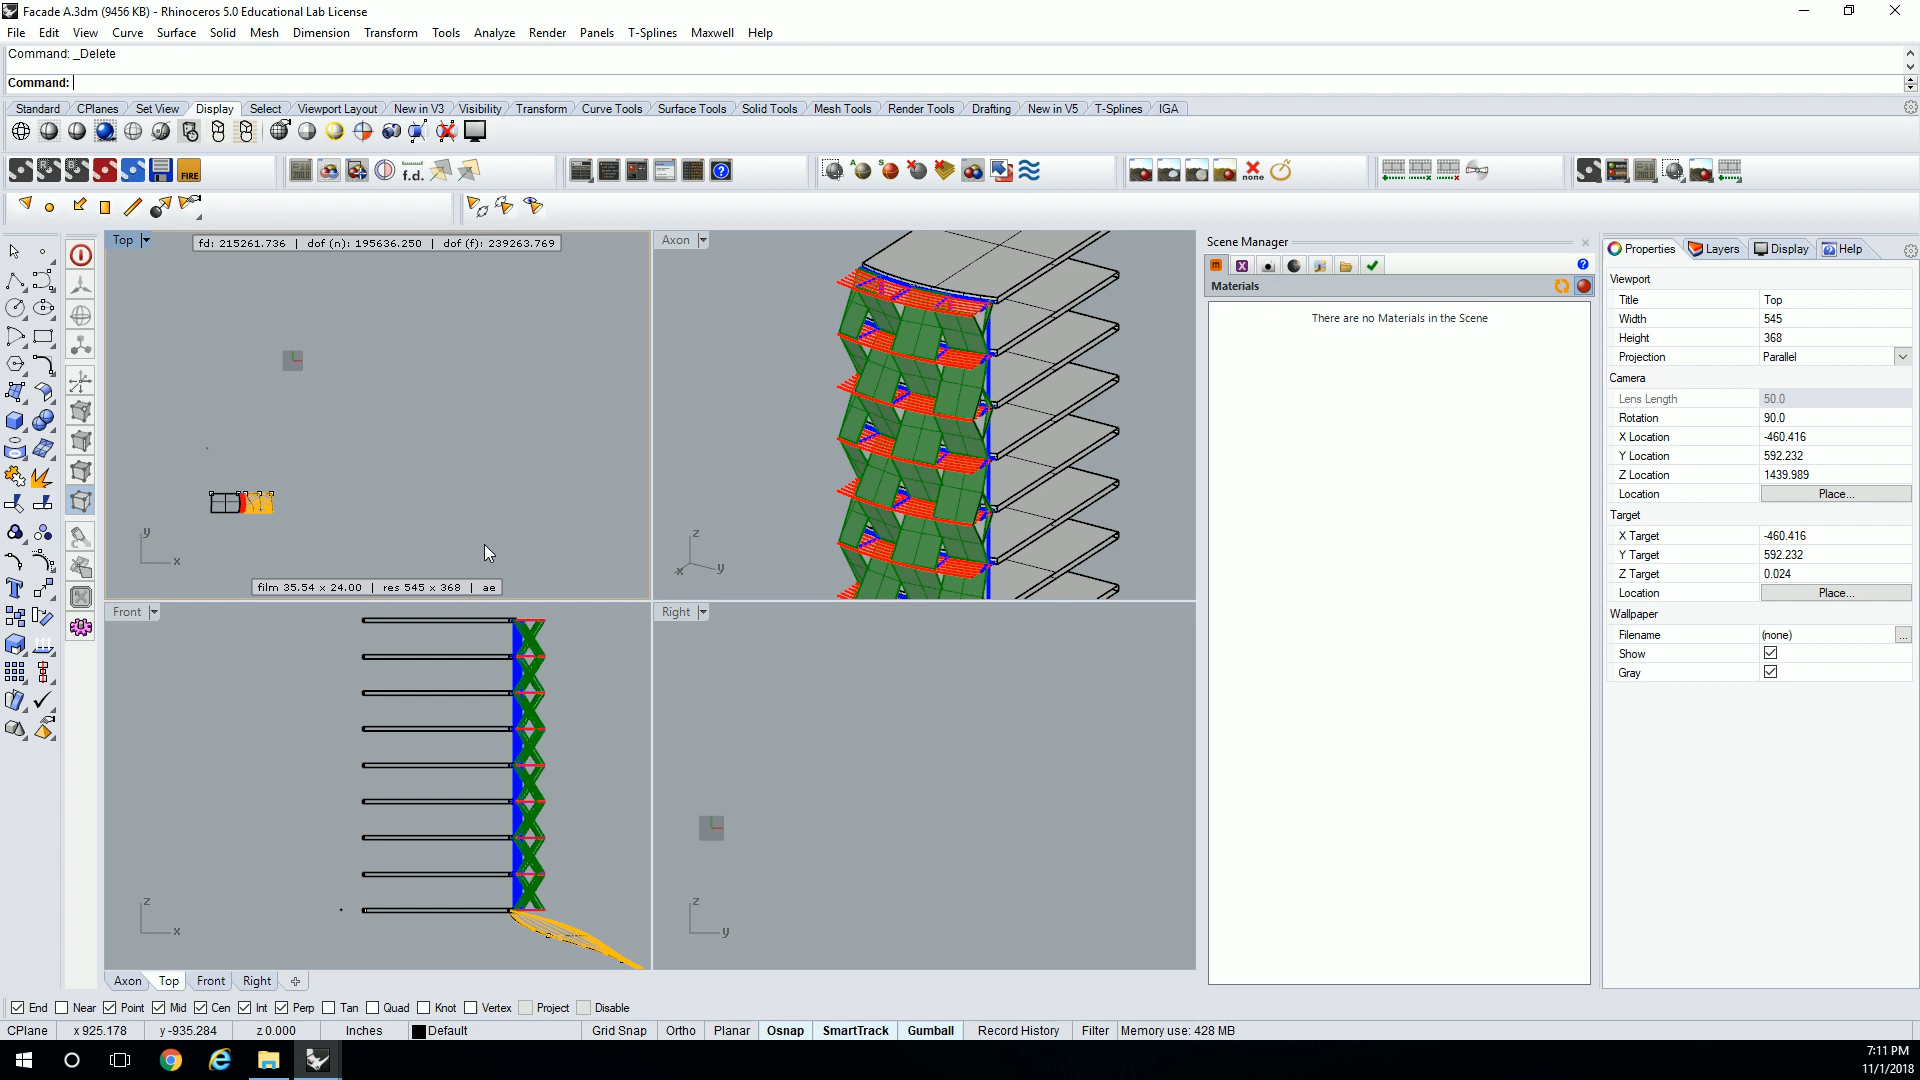 Facade A.3dm (9456 KB) - Rhinoceros 5.0 Educational Lab License
File Edit View Curve Surface Solid Mesh Dimension Transform Tools Analyze Render Panels T-Splines Maxwell Help
Command: _Delete
Command:
Standard CPlanes Set View Display Select Viewport Layout New in V3 Visibility Transform Curve Tools Surface Tools Solid Tools Mesh Tools Render Tools Drafting New in V5 T-Splines IGA
FIRE f.d. none
Top fd: 215261.736 | dof (n): 195636.250 | dof (f): 239263.769
Axon
y
x
film 35.54 x 24.00 | res 545 x 368 | ae
z
x y
Front
z
x
Right
z
y
Scene Manager
Materials
There are no Materials in the Scene
Properties Layers Display Help
Viewport
Title Top
Width 545
Height 368
Projection Parallel
Camera
Lens Length 50.0
Rotation 90.0
X Location -460.416
Y Location 592.232
Z Location 1439.989
Location Place...
Target
X Target -460.416
Y Target 592.232
Z Target 0.024
Location Place...
Wallpaper
Filename (none) ...
Show
Gray
Axon Top Front Right
End Near Point Mid Cen Int Perp Tan Quad Knot Vertex Project Disable
CPlane x 925.178 y -935.284 z 0.000 Inches Default Grid Snap Ortho Planar Osnap SmartTrack Gumball Record History Filter Memory use: 428 MB
7:11 PM
11/1/2018